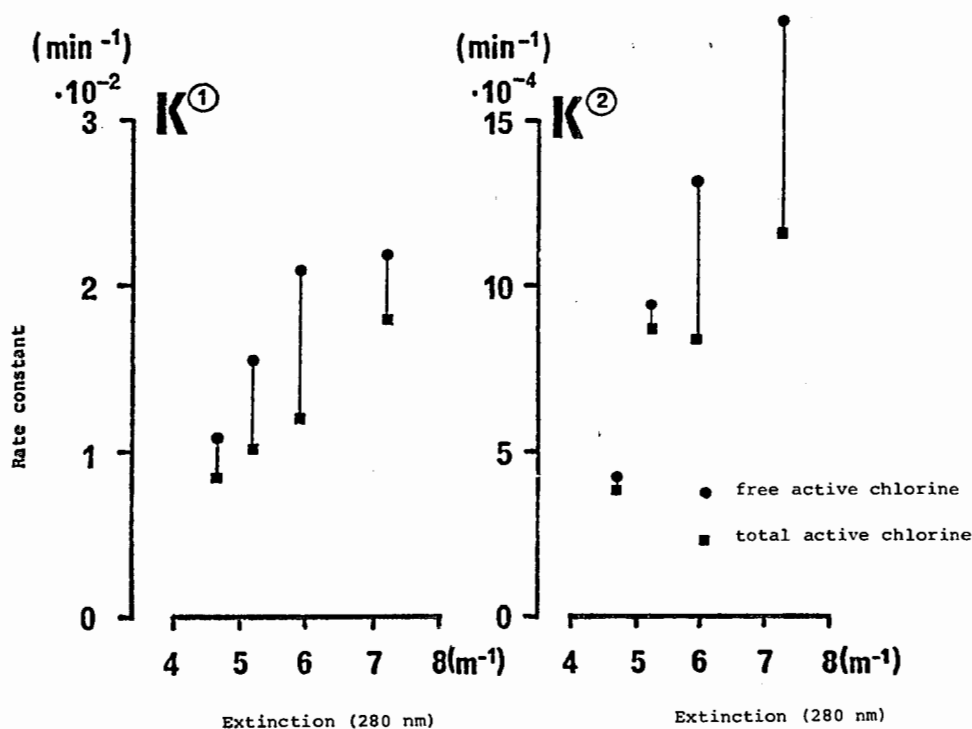 (min⁻¹)
·10⁻²
K①
3
2
1
0
Rate constant
4 5 6 7 8(m⁻¹)
Extinction (280 nm)
(min⁻¹)
·10⁻⁴
K②
15
10
5
0
free active chlorine
total active chlorine
4 5 6 7 8(m⁻¹)
Extinction (280 nm)